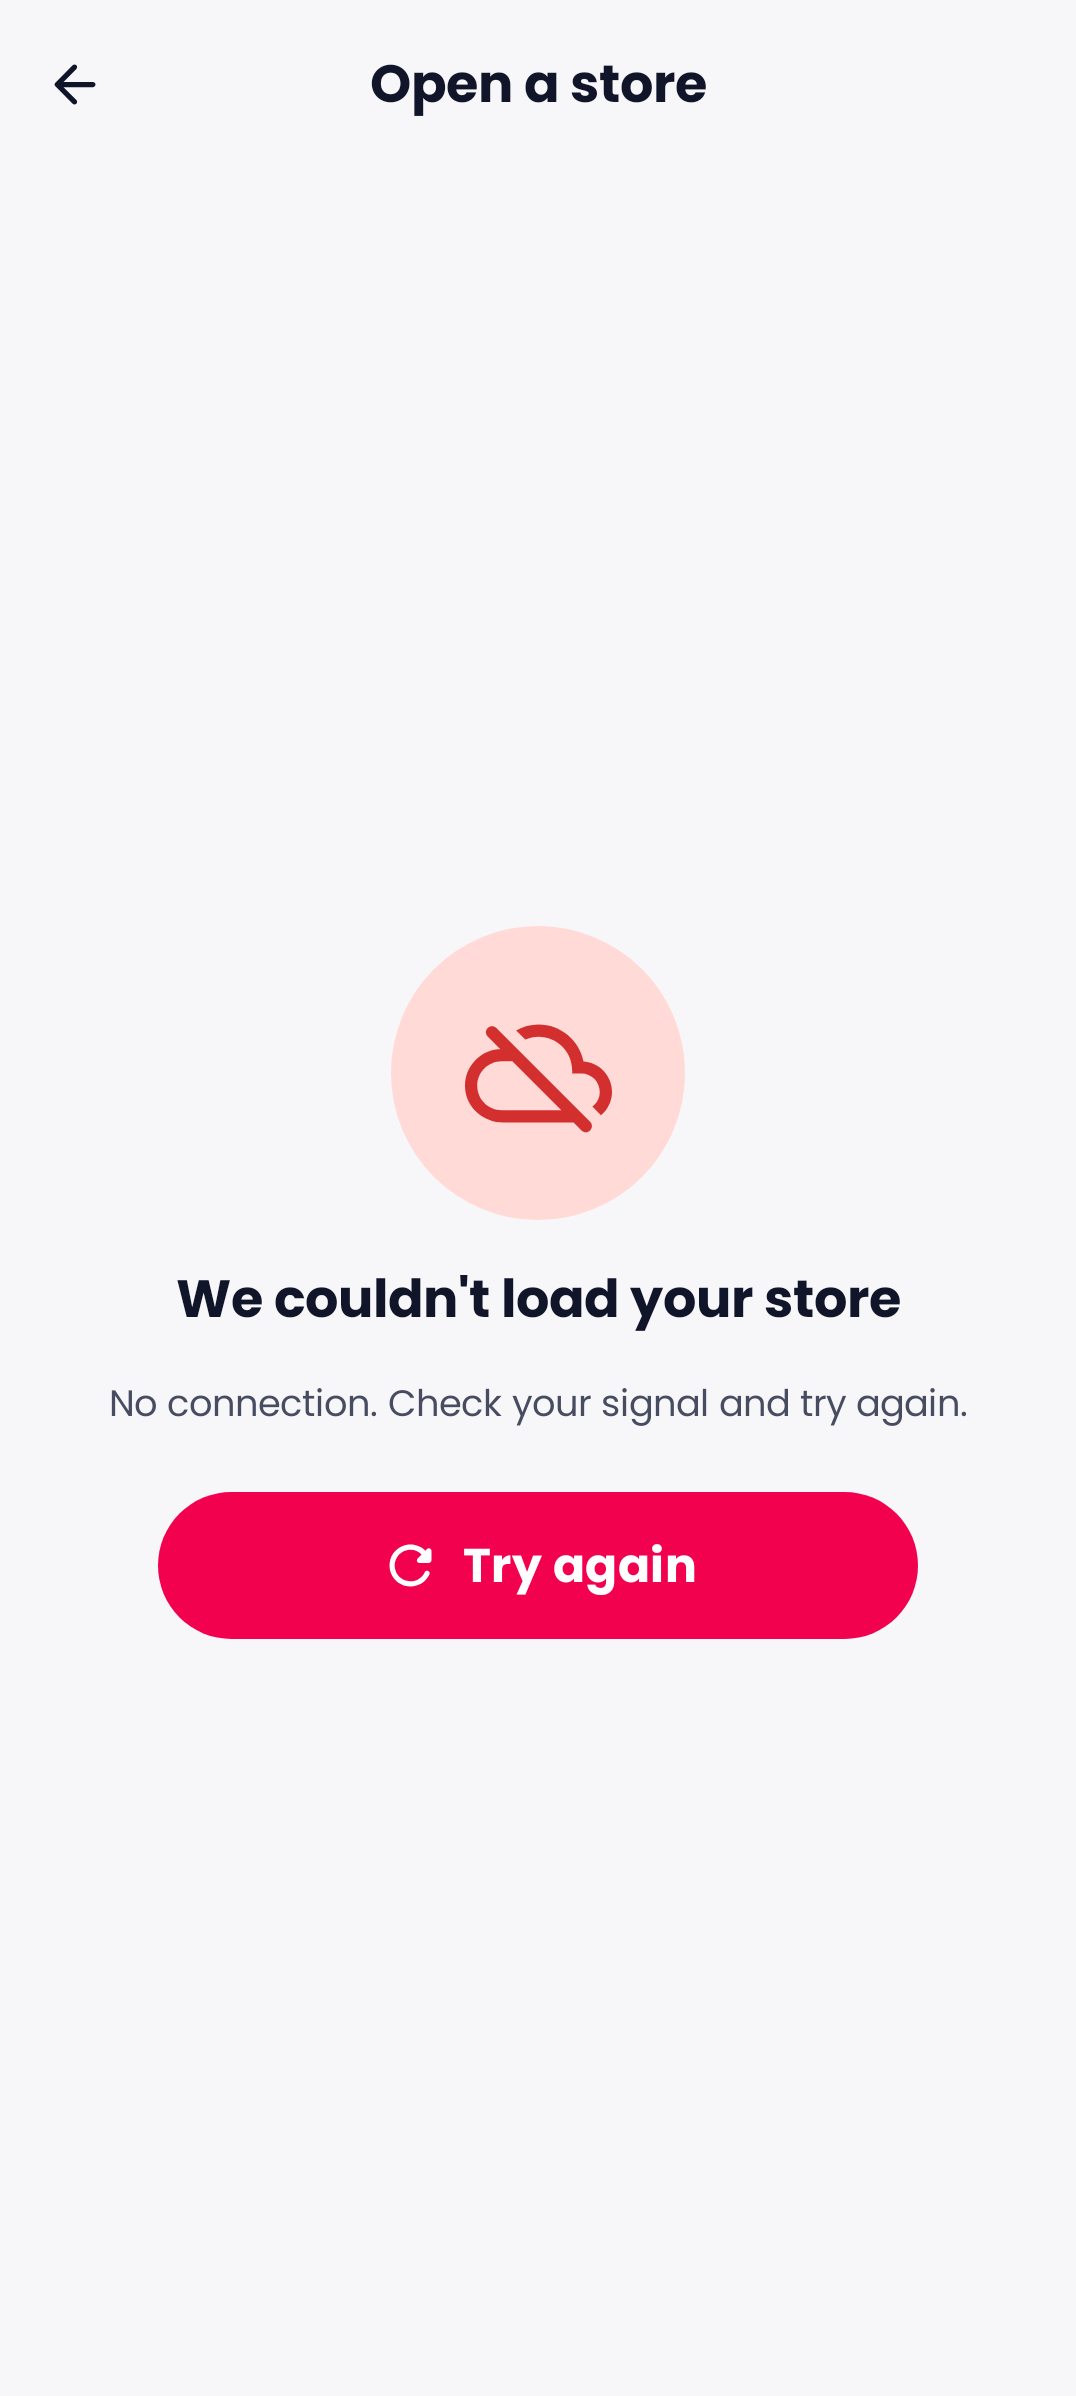 Open a store
We couldn't load your store
No connection. Check your signal and try again.
Try again